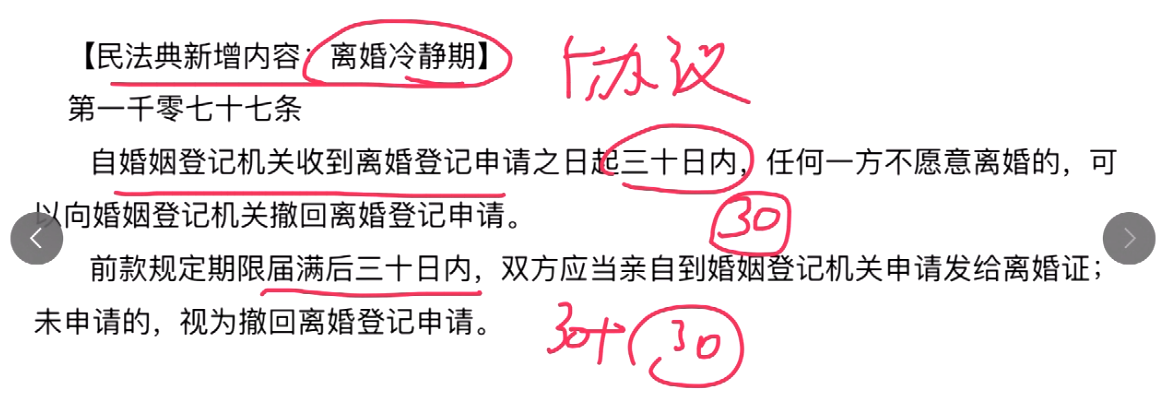 【民法典新增内容：离婚冷静期】
协议
第一千零七十七条
自婚姻登记机关收到离婚登记申请之日起三十日内，任何一方不愿意离婚的，可
以向婚姻登记机关撤回离婚登记申请。
30
前款规定期限届满后三十日内，双方应当亲自到婚姻登记机关申请发给离婚证；
未申请的，视为撤回离婚登记申请。
30+30